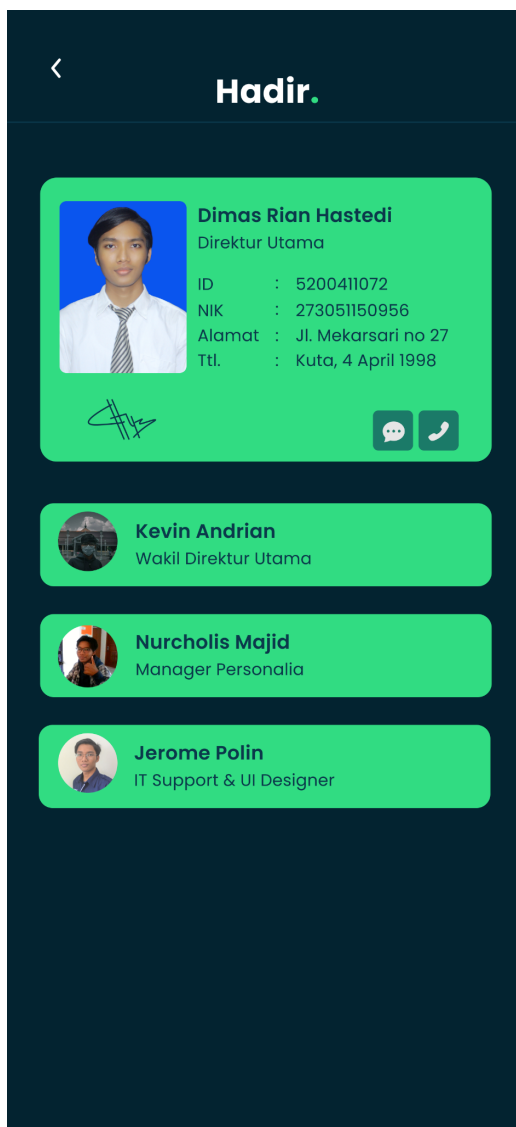 Hadir.
Dimas Rian Hastedi
Direktur Utama
ID : 5200411072
NIK : 273051150956
Alamat : Jl. Mekarsari no 27
Ttl. : Kuta, 4 April 1998
Kevin Andrian
Wakil Direktur Utama
Nurcholis Majid
Manager Personalia
Jerome Polin
IT Support & UI Designer